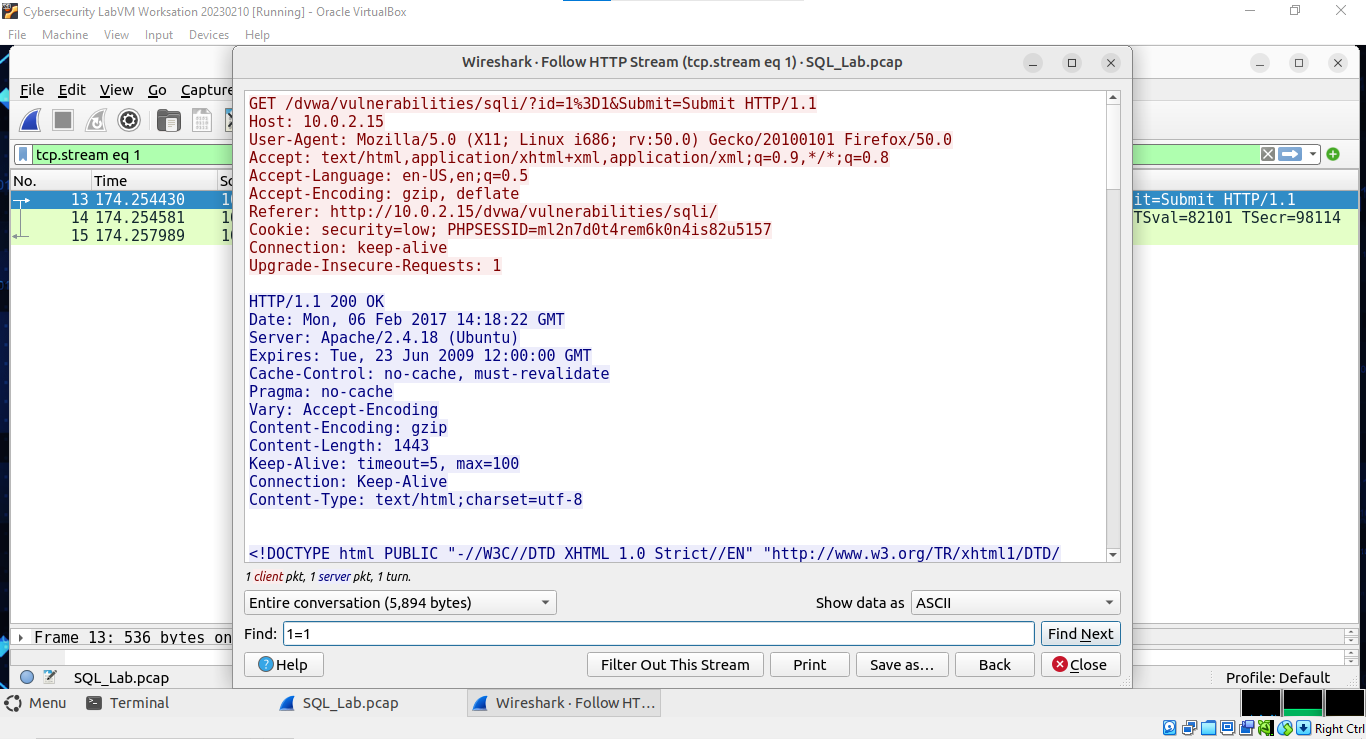 Cybersecurity LabVM Worksation 20230210 [Running] - Oracle VirtualBox
File Machine View Input Devices Help
Wireshark · Follow HTTP Stream (tcp.stream eq 1) · SQL_Lab.pcap
File Edit View Go Capture
tcp.stream eq 1
No. Time
13 174.254430
14 174.254581
15 174.257989
GET /dvwa/vulnerabilities/sqli/?id=1%3D1&Submit=Submit HTTP/1.1
Host: 10.0.2.15
User-Agent: Mozilla/5.0 (X11; Linux i686; rv:50.0) Gecko/20100101 Firefox/50.0
Accept: text/html,application/xhtml+xml,application/xml;q=0.9,*/*;q=0.8
Accept-Language: en-US,en;q=0.5
Accept-Encoding: gzip, deflate
Referer: http://10.0.2.15/dvwa/vulnerabilities/sqli/
Cookie: security=low; PHPSESSID=ml2n7d0t4rem6k0n4is82u5157
Connection: keep-alive
Upgrade-Insecure-Requests: 1
HTTP/1.1 200 OK
Date: Mon, 06 Feb 2017 14:18:22 GMT
Server: Apache/2.4.18 (Ubuntu)
Expires: Tue, 23 Jun 2009 12:00:00 GMT
Cache-Control: no-cache, must-revalidate
Pragma: no-cache
Vary: Accept-Encoding
Content-Encoding: gzip
Content-Length: 1443
Keep-Alive: timeout=5, max=100
Connection: Keep-Alive
Content-Type: text/html;charset=utf-8
<!DOCTYPE html PUBLIC "-//W3C//DTD XHTML 1.0 Strict//EN" "http://www.w3.org/TR/xhtml1/DTD/
it=Submit HTTP/1.1
TSval=82101 TSecr=98114
1 client pkt, 1 server pkt, 1 turn.
Entire conversation (5,894 bytes)
Show data as ASCII
Find: 1=1
Find Next
Help
Filter Out This Stream
Print
Save as…
Back
Close
Frame 13: 536 bytes on
SQL_Lab.pcap
Profile: Default
Menu
Terminal
SQL_Lab.pcap
Wireshark · Follow HT…
Right Ctrl